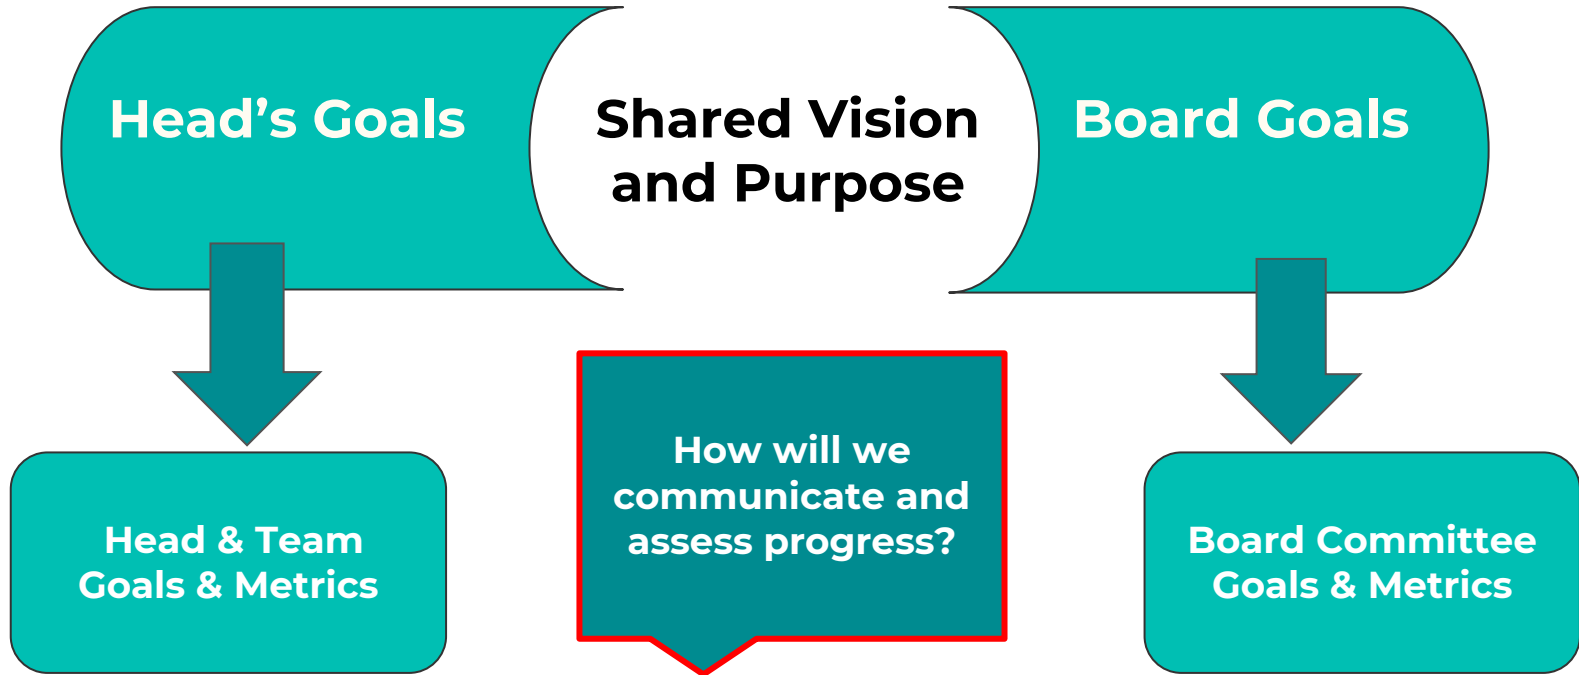 Head’s Goals
Shared Vision
and Purpose
Board Goals
How will we
communicate and
assess progress?
Head & Team
Goals & Metrics
Board Committee
Goals & Metrics